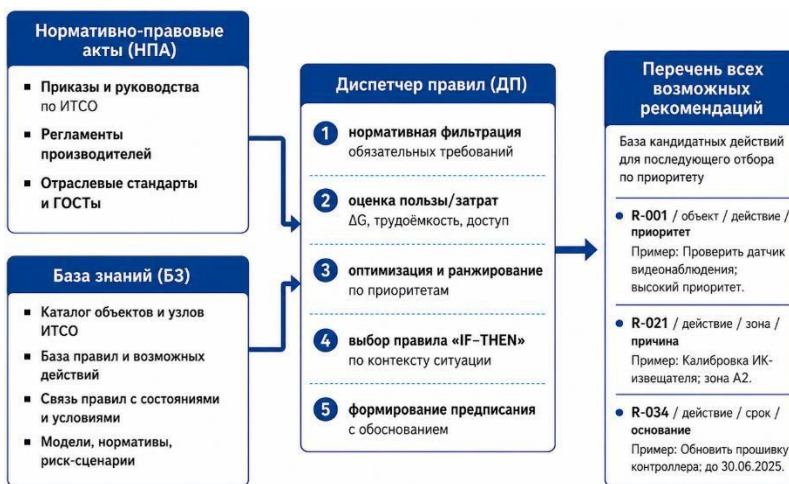 Нормативно-правовые
акты (НПА)
▪ Приказы и руководства
по ИТСО
▪ Регламенты
производителей
▪ Отраслевые стандарты
и ГОСТы
База знаний (БЗ)
▪ Каталог объектов и узлов
ИТСО
▪ База правил и возможных
действий
▪ Связь правил с состояниями
и условиями
▪ Модели, нормативы,
риск-сценарии
Диспетчер правил (ДП)
1 нормативная фильтрация
обязательных требований
2 оценка пользы/затрат
ΔG, трудоёмкость, доступ
3 оптимизация и ранжирование
по приоритетам
4 выбор правила «IF–THEN»
по контексту ситуации
5 формирование предписания
с обоснованием
Перечень всех
возможных
рекомендаций
База кандидатных действий
для последующего отбора
по приоритету
• R-001 / объект / действие /
приоритет
Пример: Проверить датчик
видеонаблюдения;
высокий приоритет.
• R-021 / действие / зона /
причина
Пример: Калибровка ИК-
извещателя; зона А2.
• R-034 / действие / срок /
основание
Пример: Обновить прошивку
контроллера; до 30.06.2025.